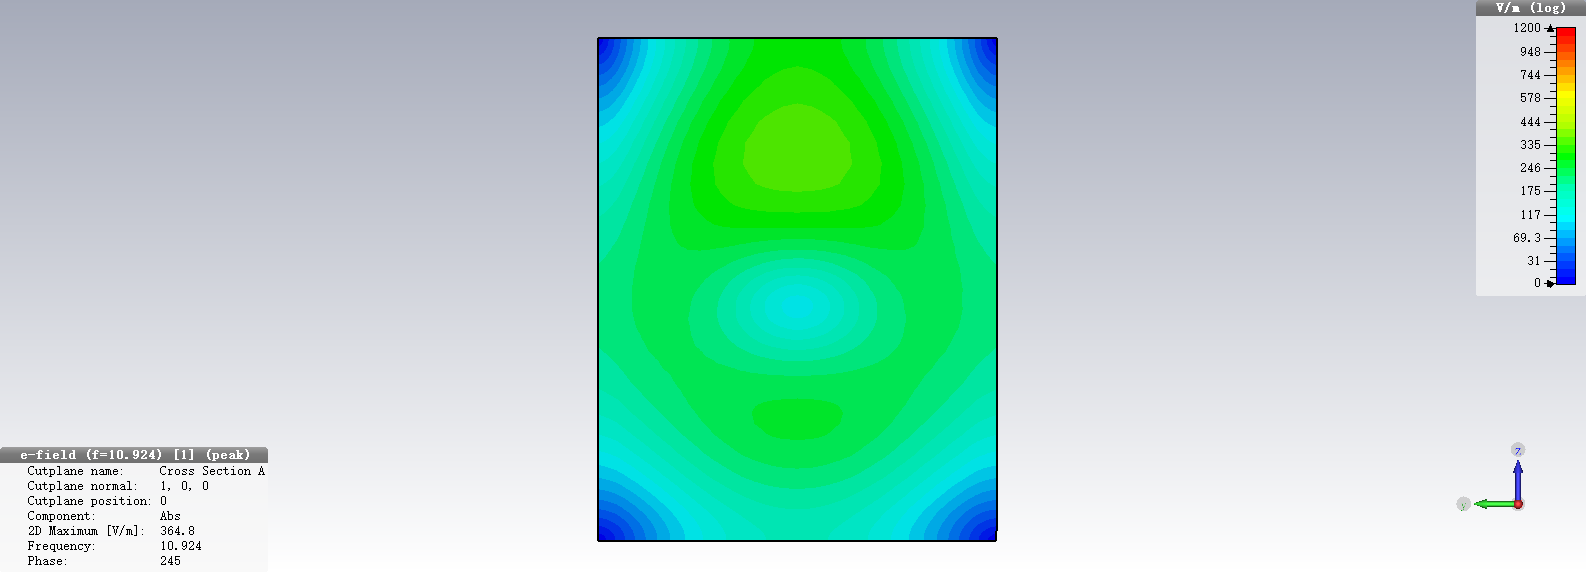 V/m (log)
1200
948
744
578
444
335
246
175
117
69.3
31
0
e-field (f=10.924) [1] (peak)
Cutplane name: Cross Section A
Cutplane normal: 1, 0, 0
Cutplane position: 0
Component: Abs
2D Maximum [V/m]: 364.8
Frequency: 10.924
Phase: 245
z
y